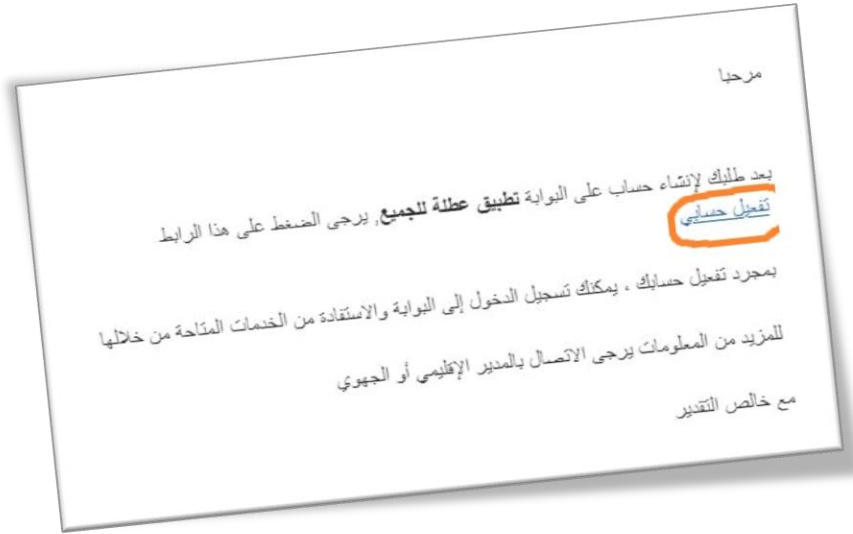 مرحبا
بعد طلبك لإنشاء حساب على البوابة تطبيق عطلة للجميع, يرجى الضغط على هذا الرابط
تفعيل حسابي
بمجرد تفعيل حسابك ، يمكنك تسجيل الدخول إلى البوابة والاستفادة من الخدمات المتاحة من خلالها
للمزيد من المعلومات يرجى الاتصال بالمدير الإقليمي أو الجهوي
مع خالص التقدير